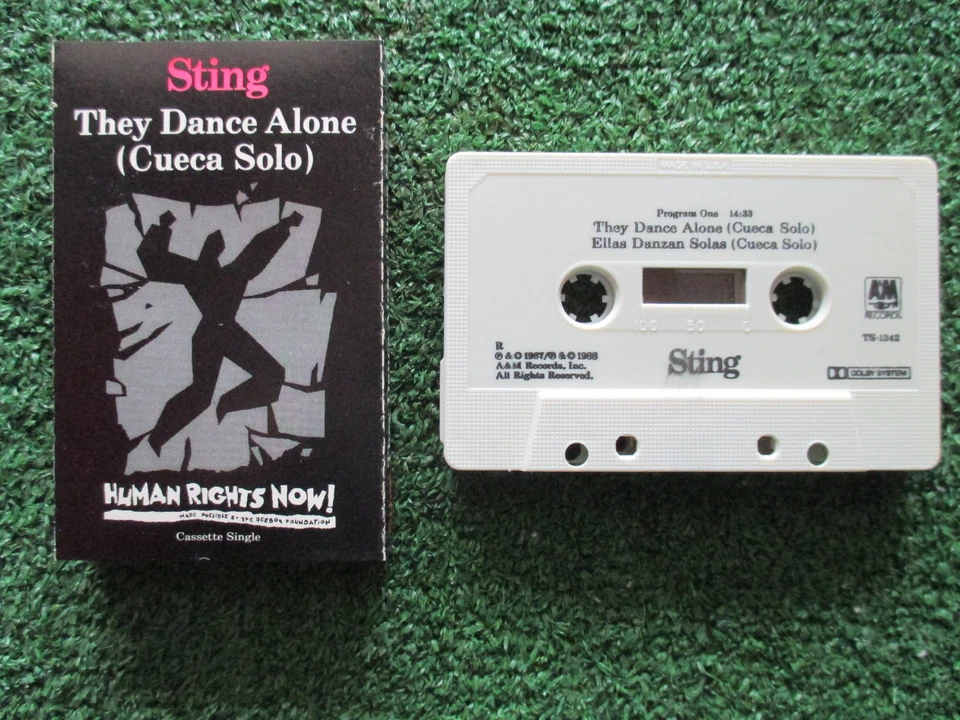 Sting
They Dance Alone
(Cueca Solo)
HUMAN RIGHTS NOW!
MADE POSSIBLE BY THE REEBOK FOUNDATION
Cassette Single
MADE IN U.S.A.
Program One 14:33
They Dance Alone (Cueca Solo)
Ellas Danzan Solas (Cueca Solo)
100 50 0
A&M
RECORDS
TS-1242
R
℗ & © 1987/℗ & © 1988
A&M Records, Inc.
All Rights Reserved.
Sting
DOLBY SYSTEM